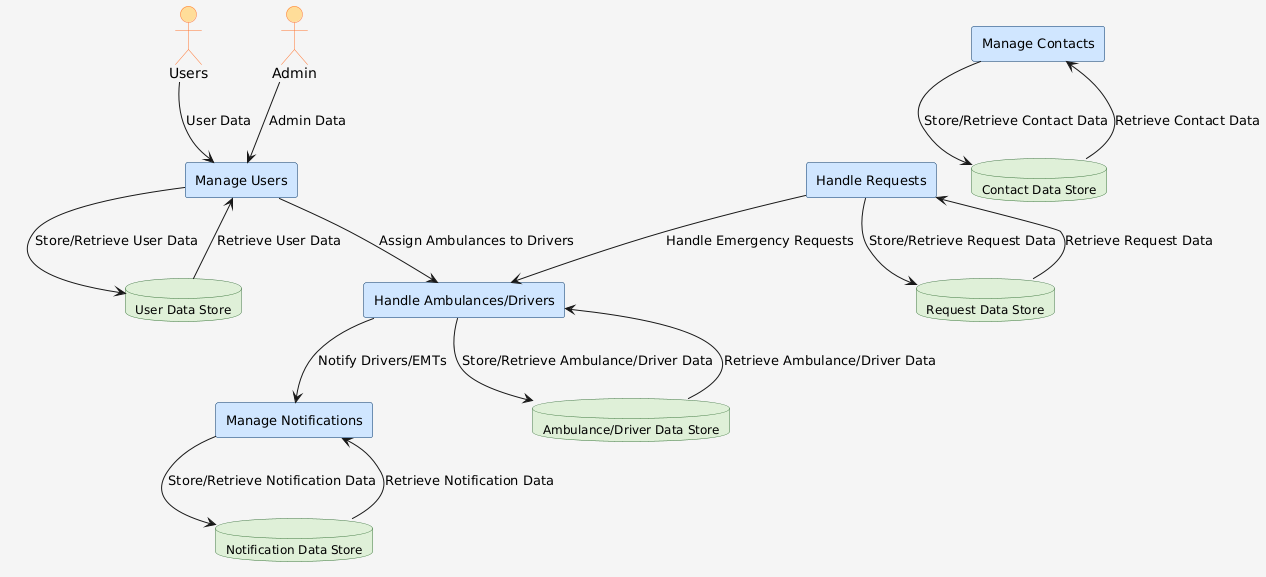 Users
Admin
Manage Contacts
User Data
Admin Data
Store/Retrieve Contact Data
Retrieve Contact Data
Manage Users
Handle Requests
Contact Data Store
Store/Retrieve User Data
Retrieve User Data
Assign Ambulances to Drivers
Handle Emergency Requests
Store/Retrieve Request Data
Retrieve Request Data
User Data Store
Handle Ambulances/Drivers
Request Data Store
Notify Drivers/EMTs
Store/Retrieve Ambulance/Driver Data
Retrieve Ambulance/Driver Data
Manage Notifications
Ambulance/Driver Data Store
Store/Retrieve Notification Data
Retrieve Notification Data
Notification Data Store